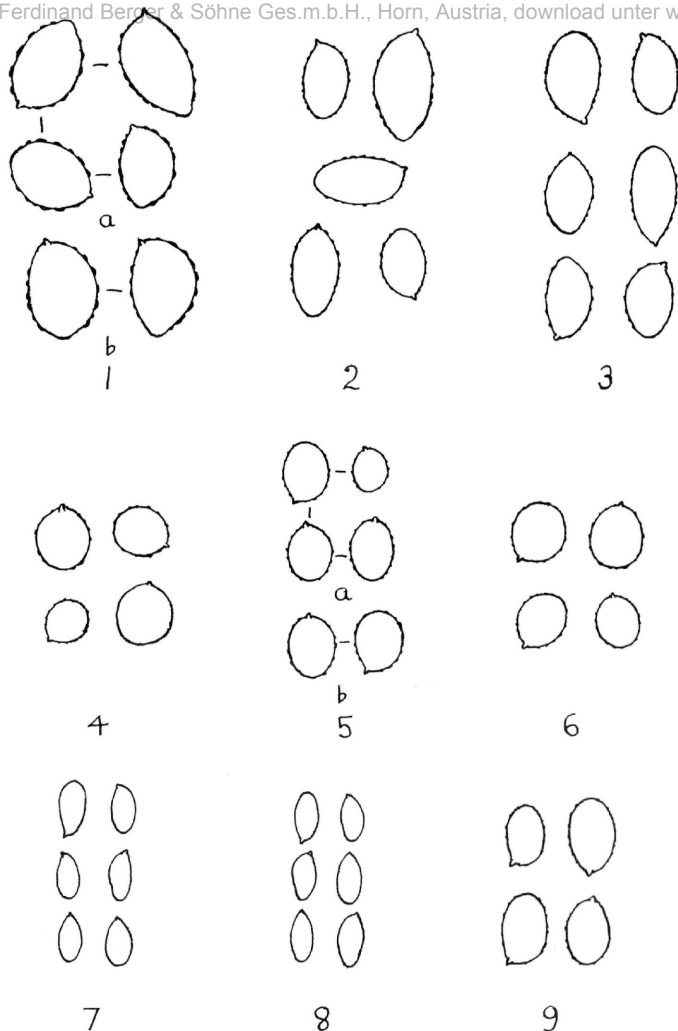 Ferdinand Berger & Söhne Ges.m.b.H., Horn, Austria, download unter w
a
b
1
2
3
a
b
4
5
6
7
8
9